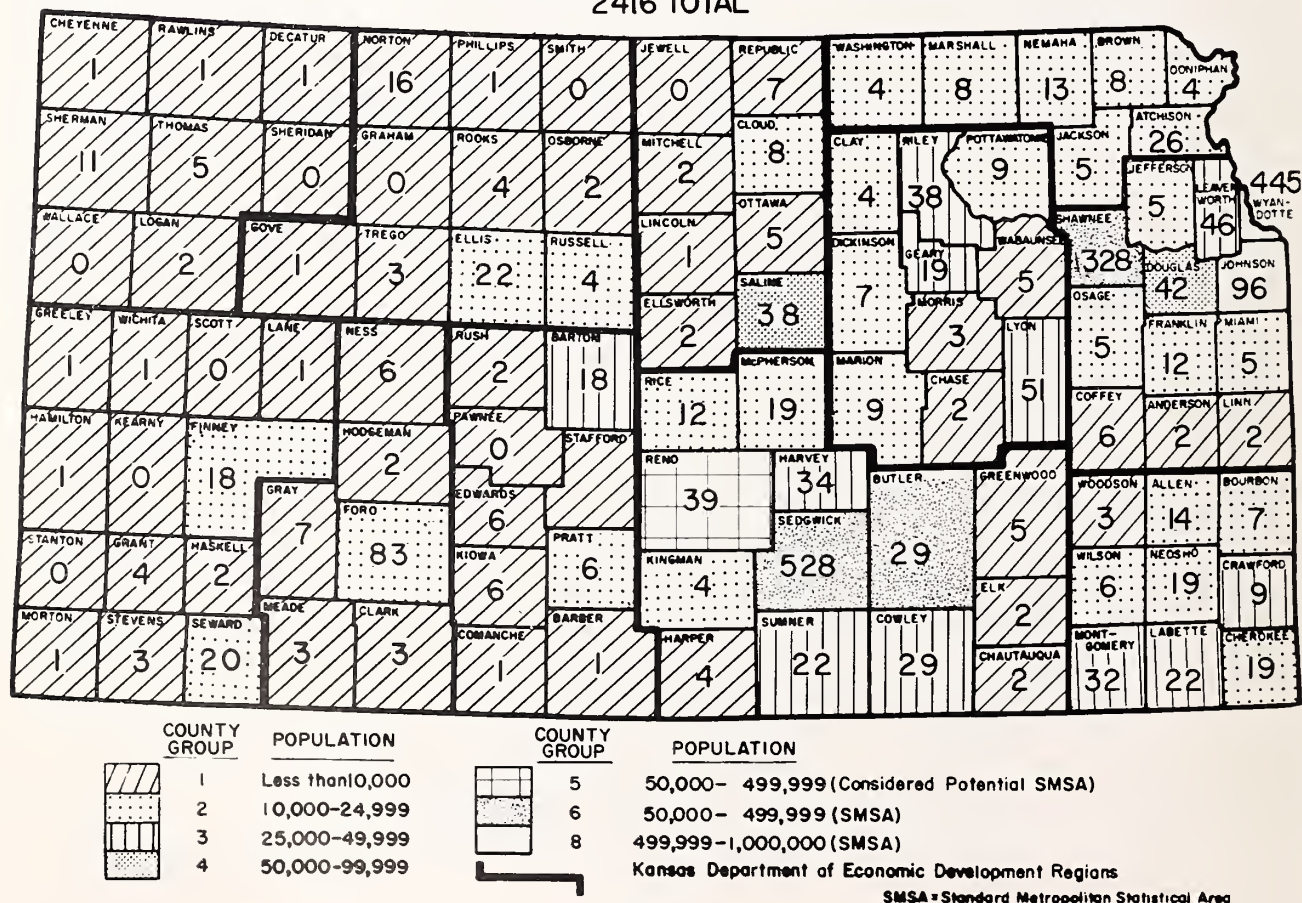 2416 TOTAL
CHEYENNE RAWLINS DECATUR NORTON PHILLIPS SMITH JEWELL REPUBLIC WASHINGTON MARSHALL NEMAHA BROWN DONIPHAN
1 1 1 16 1 0 0 7 4 8 13 8 4
SHERMAN THOMAS SHERIDAN GRAHAM ROOKS OSBORNE MITCHELL CLOUD CLAY RILEY POTTAWATOMIE JACKSON ATCHISON
11 5 0 0 4 2 2 8 4 38 9 5 26
JEFFERSON LEAVENWORTH WYANDOTTE
5 46 445
WALLACE LOGAN GOVE TREGO ELLIS RUSSELL LINCOLN OTTAWA DICKINSON GEARY WABAUNSEE SHAWNEE DOUGLAS JOHNSON
0 2 1 3 22 4 1 5 7 19 5 328 42 96
ELLSWORTH SALINE MORRIS LYON OSAGE FRANKLIN MIAMI
2 38 3 51 5 12 5
GREELEY WICHITA SCOTT LANE NESS RUSH BARTON RICE McPHERSON MARION CHASE COFFEY ANDERSON LINN
1 1 0 1 6 2 18 12 19 9 2 6 2 2
HAMILTON KEARNY FINNEY HODGEMAN PAWNEE STAFFORD RENO HARVEY BUTLER GREENWOOD WOODSON ALLEN BOURBON
1 0 18 2 0 39 34 29 5 3 14 7
GRAY FORD EDWARDS PRATT SEDGWICK
7 83 6 6 528
STANTON GRANT HASKELL KIOWA KINGMAN ELK WILSON NEOSHO CRAWFORD
0 4 2 6 4 2 6 19 9
MORTON STEVENS SEWARD MEADE CLARK COMANCHE BARBER HARPER SUMNER COWLEY CHAUTAUQUA MONT-GOMERY LABETTE CHEROKEE
1 3 20 3 3 1 1 4 22 29 2 32 22 19
COUNTY GROUP POPULATION
1 Less than 10,000
2 10,000-24,999
3 25,000-49,999
4 50,000-99,999
COUNTY GROUP POPULATION
5 50,000- 499,999 (Considered Potential SMSA)
6 50,000- 499,999 (SMSA)
8 499,999-1,000,000 (SMSA)
Kansas Department of Economic Development Regions
SMSA = Standard Metropolitan Statistical Area